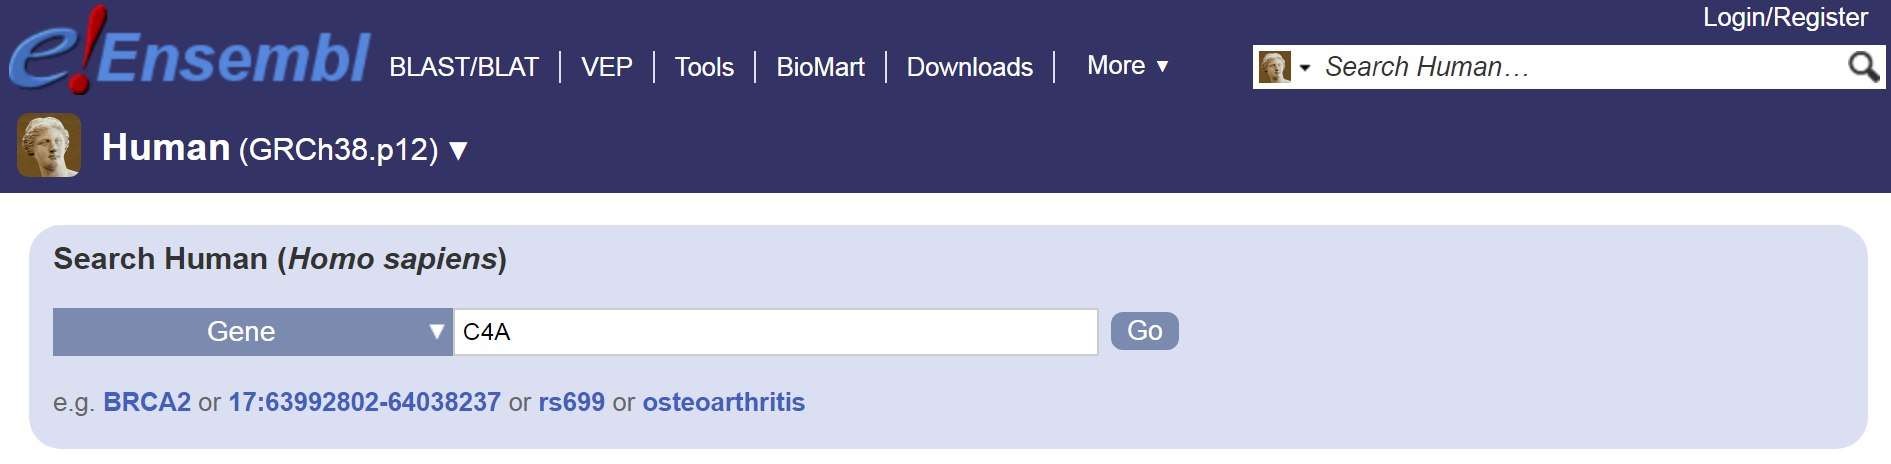 Login/Register
e!Ensembl BLAST/BLAT | VEP | Tools | BioMart | Downloads | More ▼ Search Human…
Human (GRCh38.p12) ▼
Search Human (Homo sapiens)
Gene ▼ C4A Go
e.g. BRCA2 or 17:63992802-64038237 or rs699 or osteoarthritis